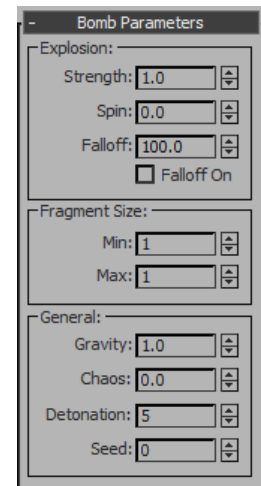 - Bomb Parameters
Explosion:
Strength: 1.0
Spin: 0.0
Falloff: 100.0
Falloff On
Fragment Size:
Min: 1
Max: 1
General:
Gravity: 1.0
Chaos: 0.0
Detonation: 5
Seed: 0